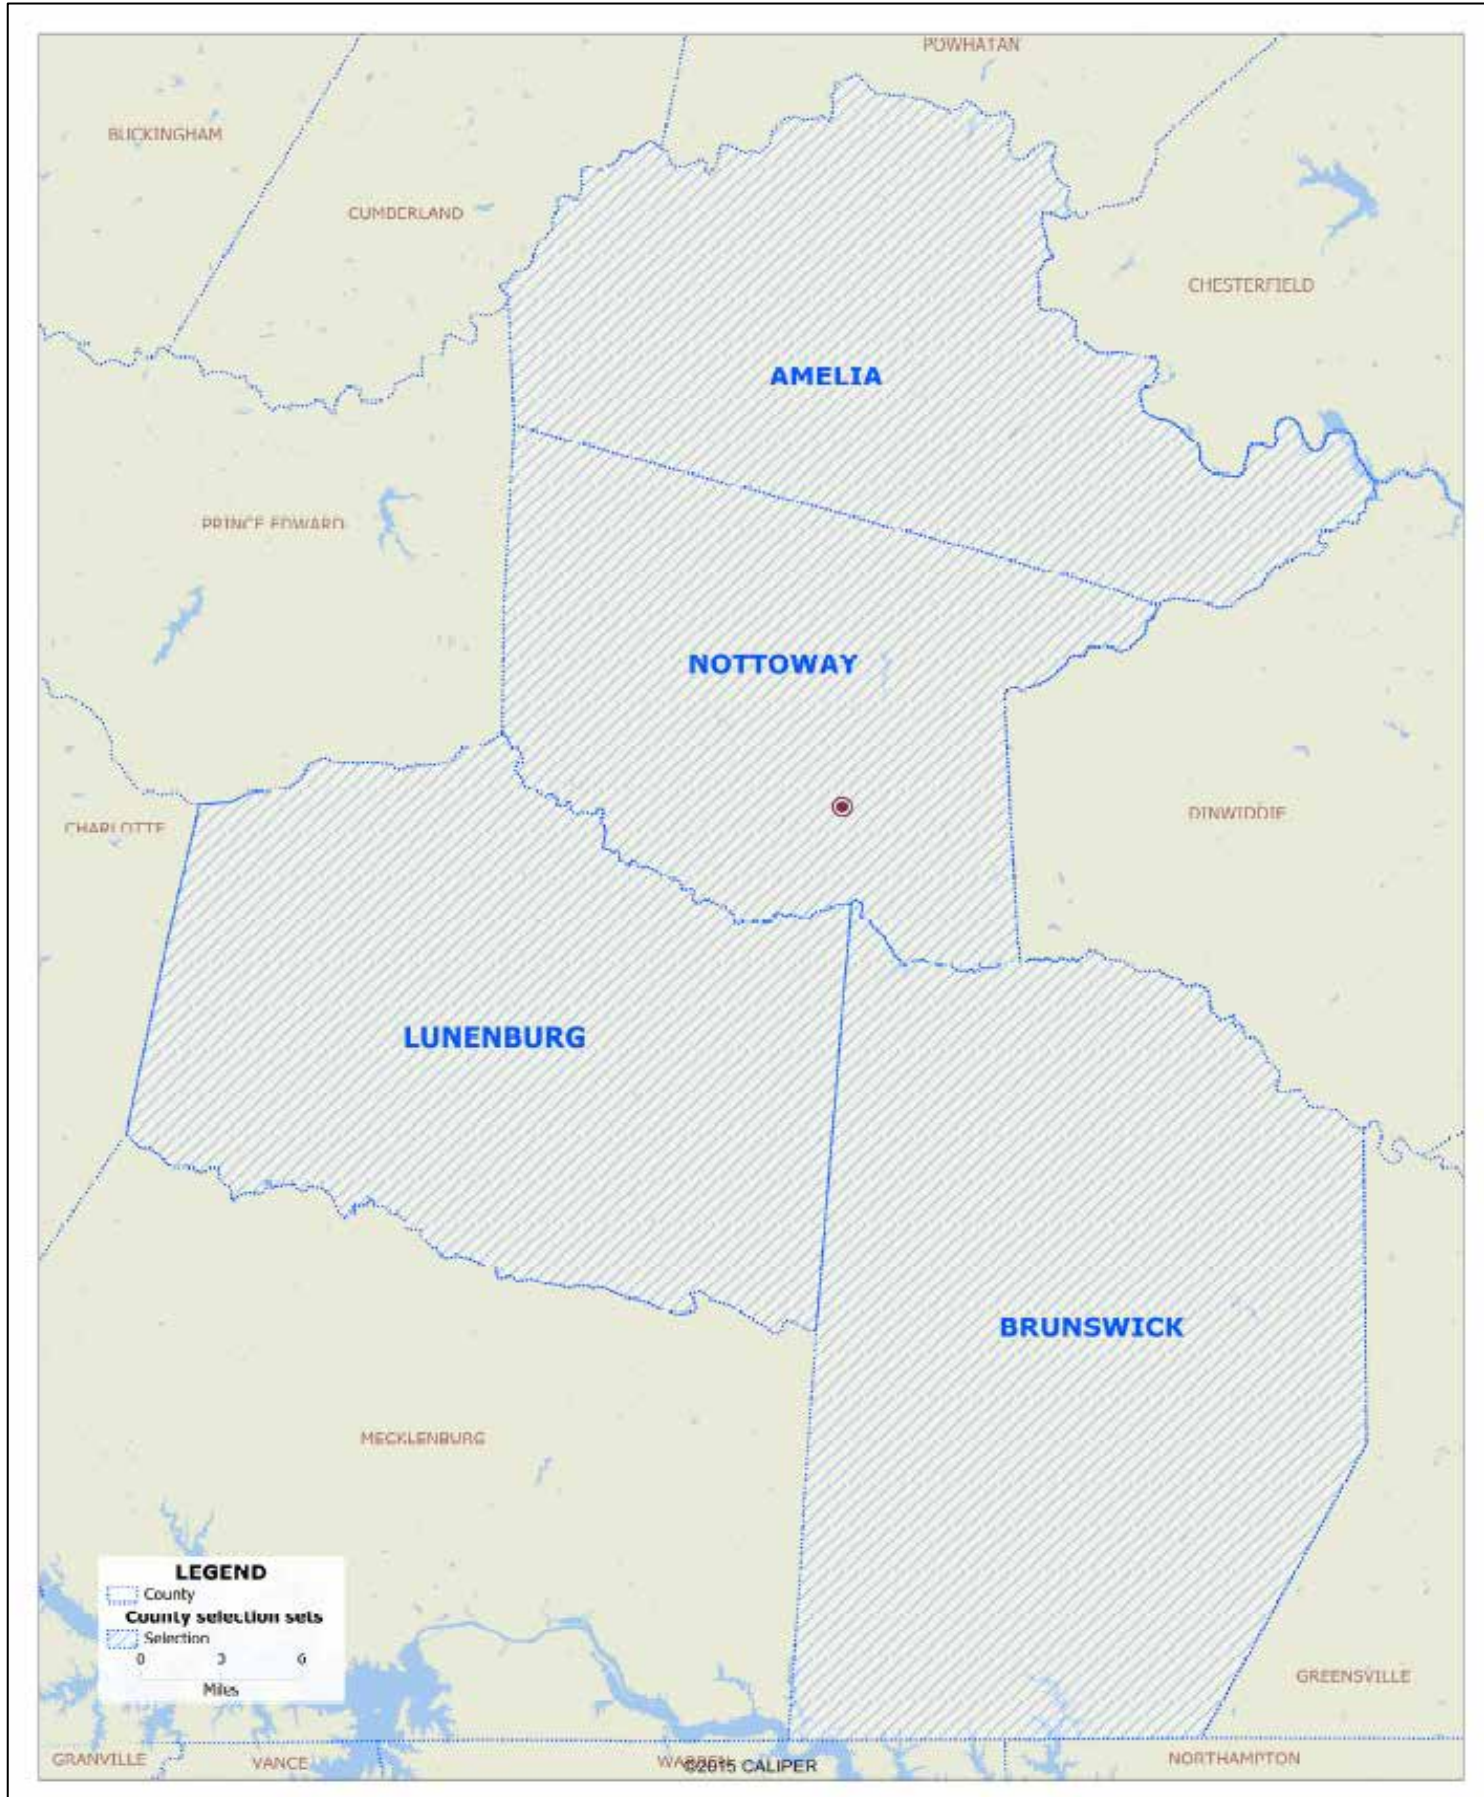 POWHATAN
BUCKINGHAM
CUMBERLAND
CHESTERFIELD
AMELIA
PRINCE EDWARD
NOTTOWAY
CHARLOTTE
DINWIDDIE
LUNENBURG
BRUNSWICK
MECKLENBURG
LEGEND
County
County selection sets
Selection
0 3 6
Miles
GREENSVILLE
GRANVILLE
VANCE
WARREN
©2015 CALIPER
NORTHAMPTON